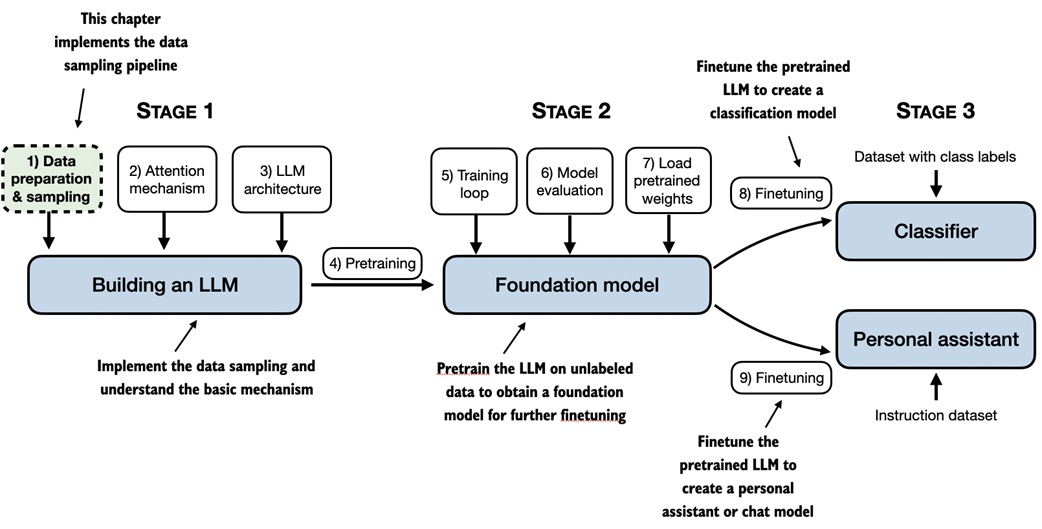 This chapter
implements the data
sampling pipeline
STAGE 1
1) Data
preparation
& sampling
2) Attention
mechanism
3) LLM
architecture
Building an LLM
Implement the data sampling and
understand the basic mechanism
4) Pretraining
STAGE 2
5) Training
loop
6) Model
evaluation
7) Load
pretrained
weights
Foundation model
Pretrain the LLM on unlabeled
data to obtain a foundation
model for further finetuning
Finetune the pretrained
LLM to create a
classification model
STAGE 3
Dataset with class labels
8) Finetuning
Classifier
Personal assistant
9) Finetuning
Instruction dataset
Finetune the
pretrained LLM to
create a personal
assistant or chat model